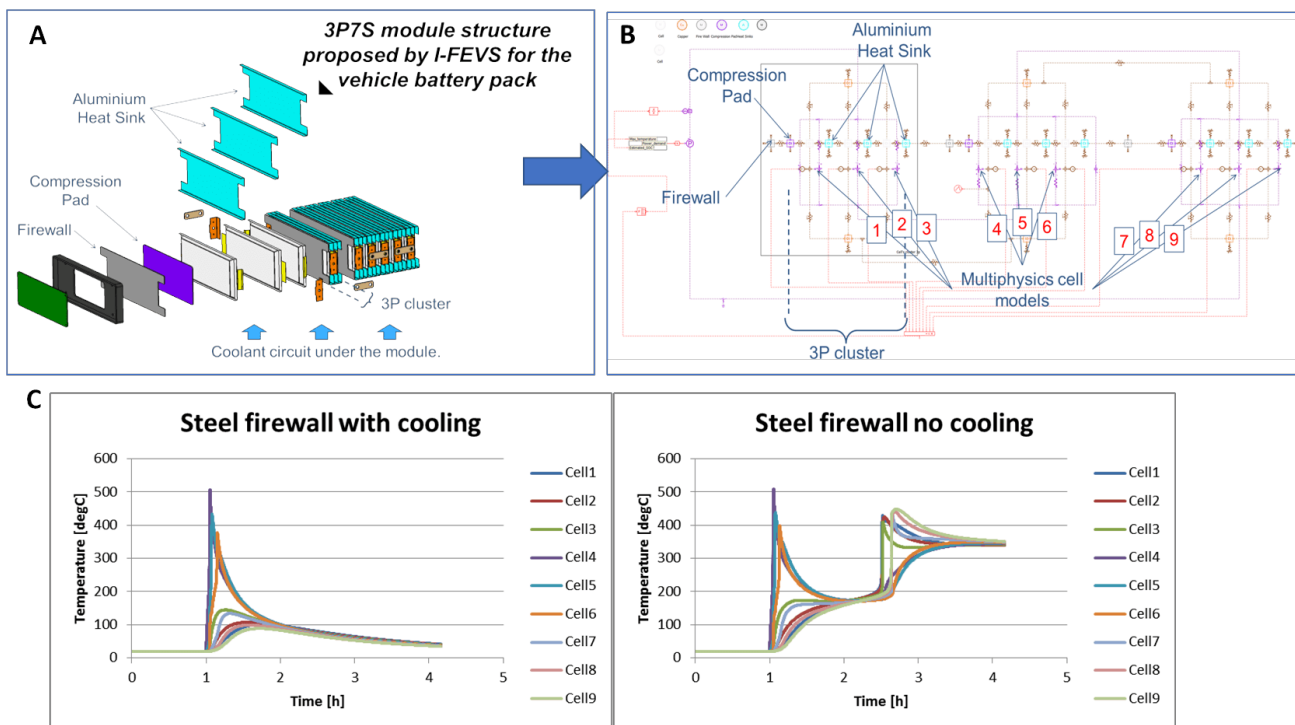 A
3P7S module structure
proposed by I-FEVS for the
vehicle battery pack
Aluminium
Heat Sink
Compression
Pad
Firewall
3P cluster
Coolant circuit under the module.
B
Aluminium
Heat Sink
Compression
Pad
Firewall
1
2
3
4
5
6
7
8
9
Multiphysics cell
models
3P cluster
C
Steel firewall with cooling
Temperature [degC]
600
500
400
300
200
100
0
0 1 2 3 4 5
Time [h]
Cell1
Cell2
Cell3
Cell4
Cell5
Cell6
Cell7
Cell8
Cell9
Steel firewall no cooling
Temperature [degC]
600
500
400
300
200
100
0
0 1 2 3 4 5
Time [h]
Cell1
Cell2
Cell3
Cell4
Cell5
Cell6
Cell7
Cell8
Cell9